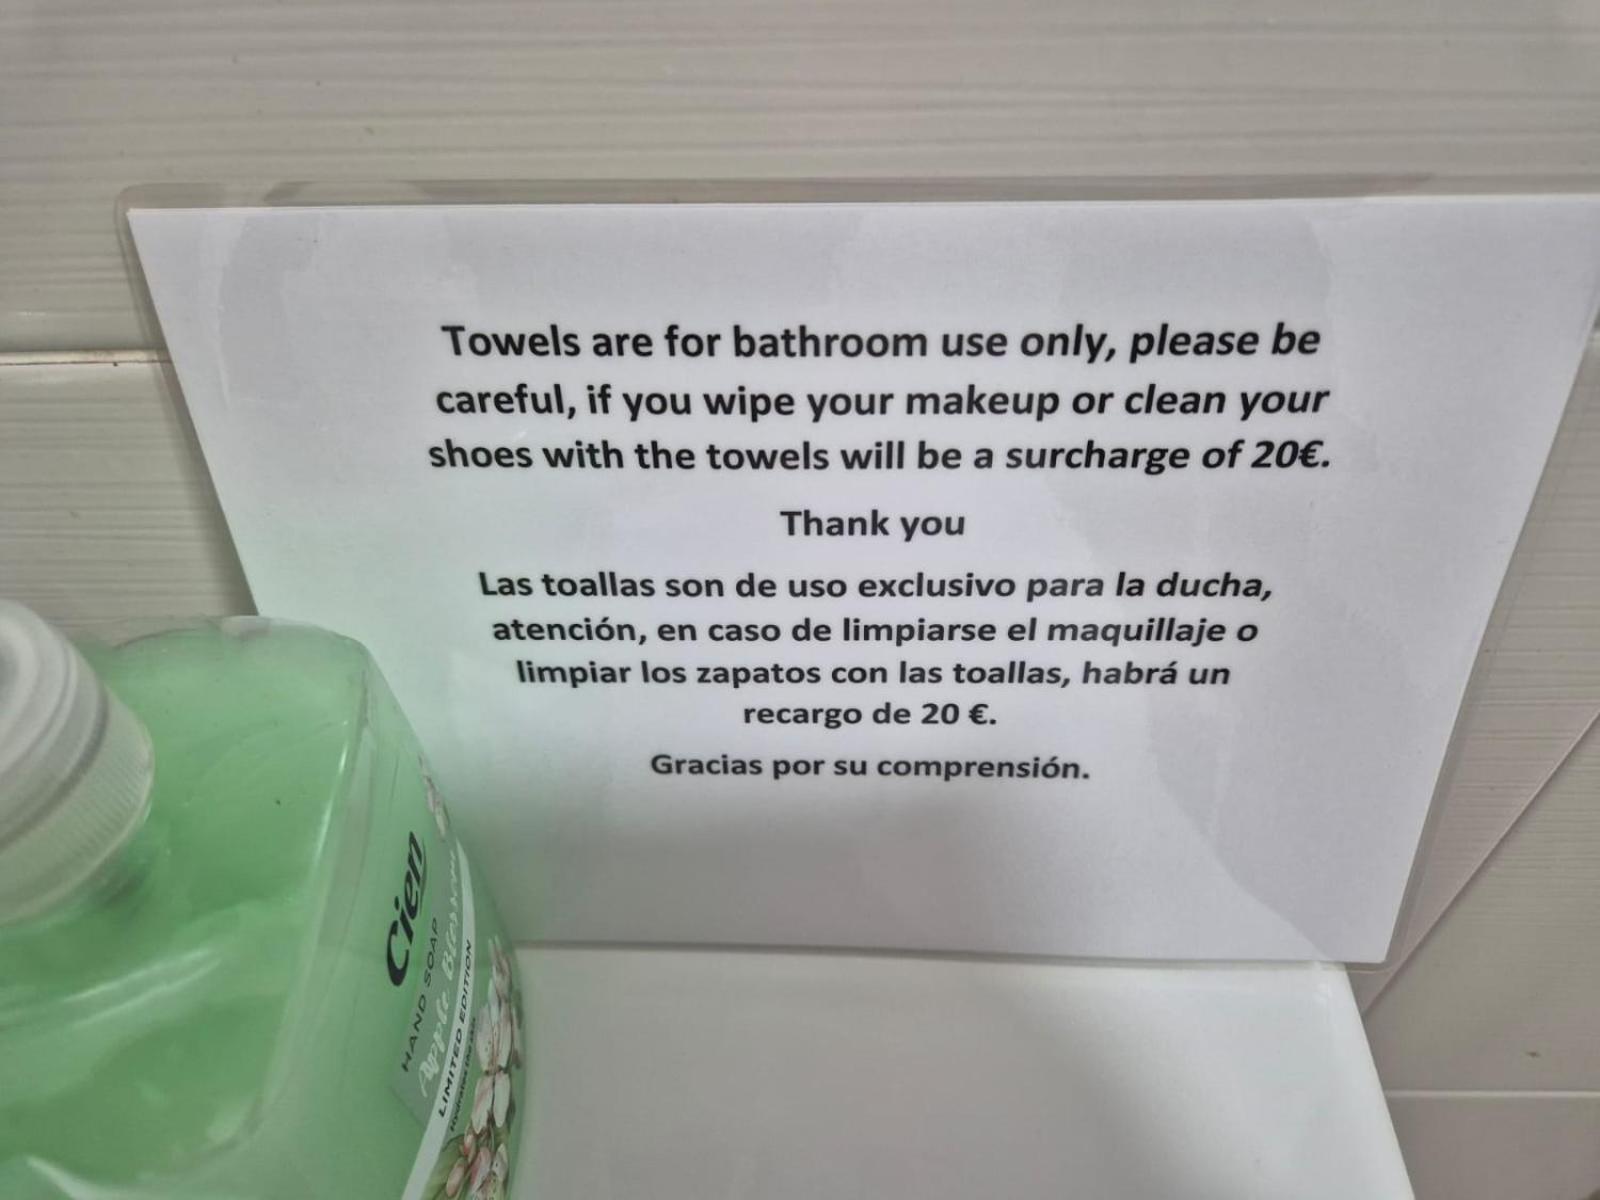 Towels are for bathroom use only, please be
careful, if you wipe your makeup or clean your
shoes with the towels will be a surcharge of 20€.
Thank you
Las toallas son de uso exclusivo para la ducha,
atención, en caso de limpiarse el maquillaje o
limpiar los zapatos con las toallas, habrá un
recargo de 20 €.
Gracias por su comprensión.
Cien
HAND SOAP
Apple Blossom
LIMITED EDITION